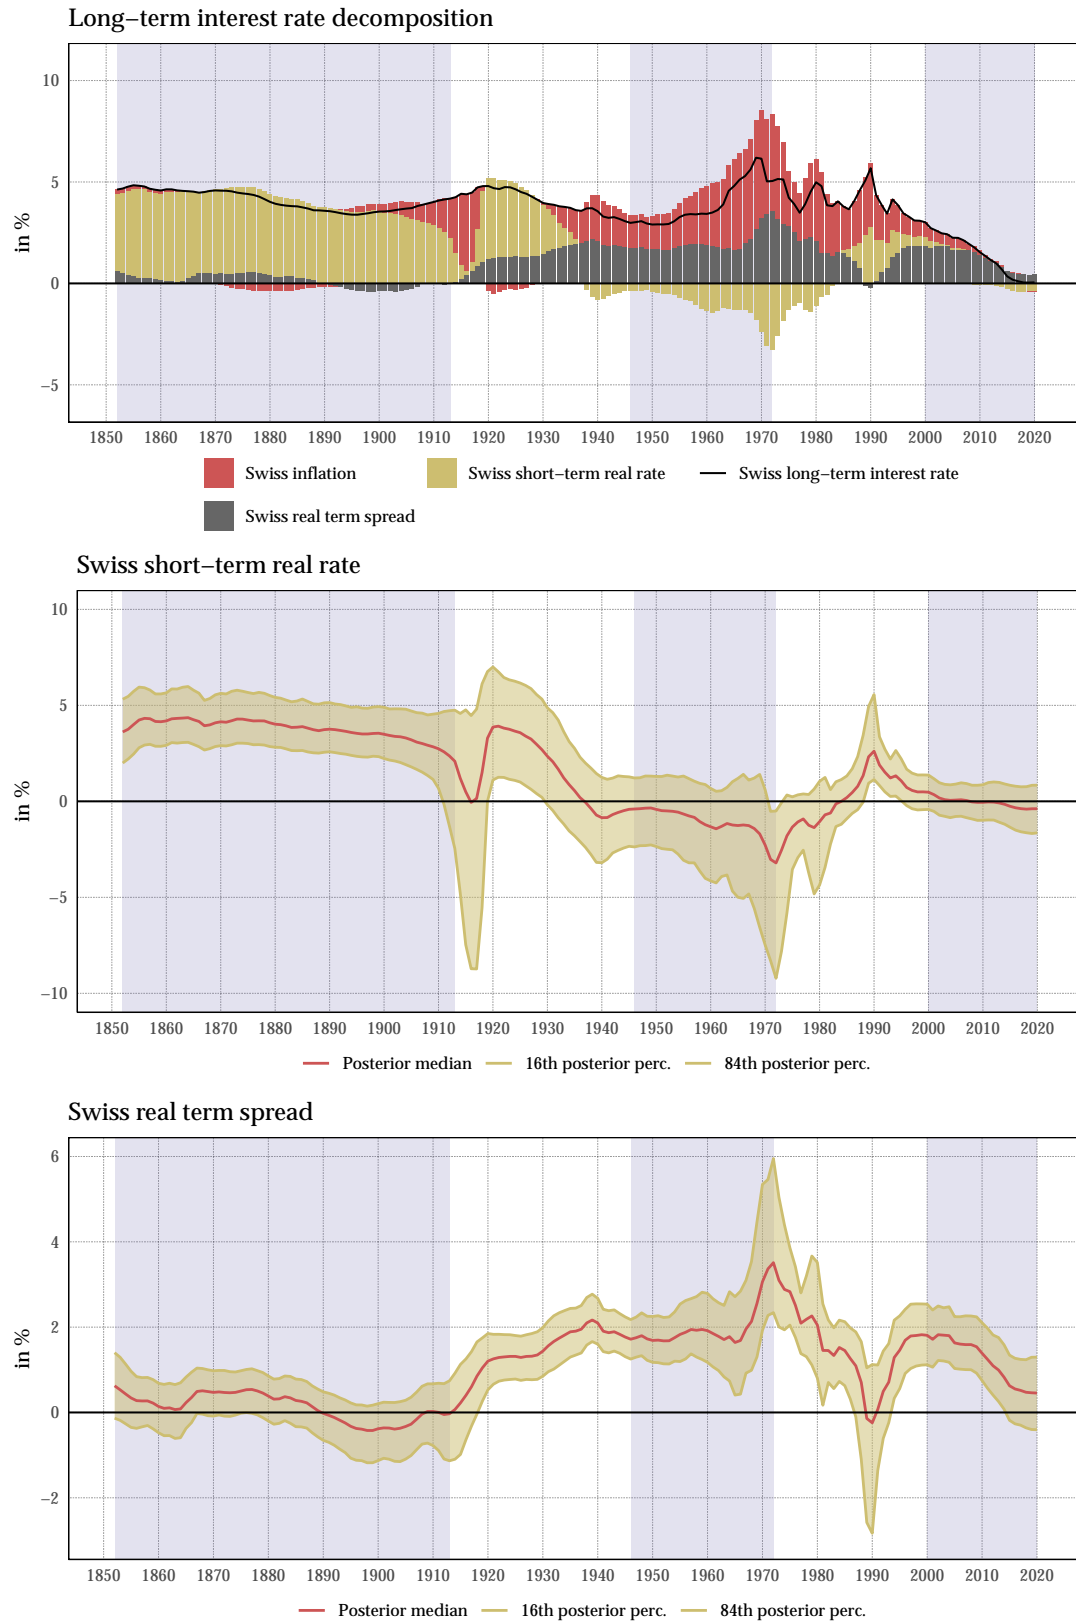 Long−term interest rate decomposition
10
5
0
−5
in %
1850 1860 1870 1880 1890 1900 1910 1920 1930 1940 1950 1960 1970 1980 1990 2000 2010 2020
Swiss inflation Swiss short−term real rate Swiss long−term interest rate
Swiss real term spread
Swiss short−term real rate
10
5
0
−5
−10
in %
1850 1860 1870 1880 1890 1900 1910 1920 1930 1940 1950 1960 1970 1980 1990 2000 2010 2020
Posterior median 16th posterior perc. 84th posterior perc.
Swiss real term spread
6
4
2
0
−2
in %
1850 1860 1870 1880 1890 1900 1910 1920 1930 1940 1950 1960 1970 1980 1990 2000 2010 2020
Posterior median 16th posterior perc. 84th posterior perc.